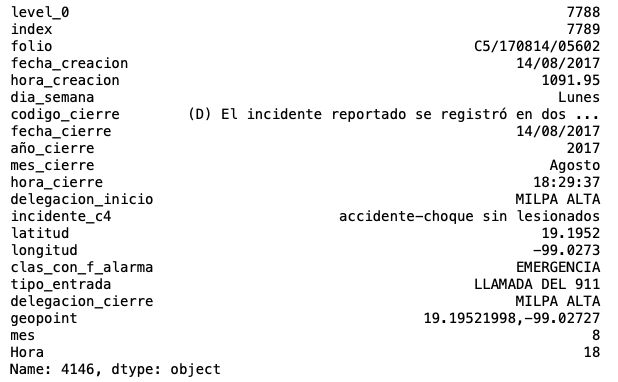 level_0 7788
index 7789
folio C5/170814/05602
fecha_creacion 14/08/2017
hora_creacion 1091.95
dia_semana Lunes
codigo_cierre (D) El incidente reportado se registró en dos ...
fecha_cierre 14/08/2017
año_cierre 2017
mes_cierre Agosto
hora_cierre 18:29:37
delegacion_inicio MILPA ALTA
incidente_c4 accidente-choque sin lesionados
latitud 19.1952
longitud -99.0273
clas_con_f_alarma EMERGENCIA
tipo_entrada LLAMADA DEL 911
delegacion_cierre MILPA ALTA
geopoint 19.19521998,-99.02727
mes 8
Hora 18
Name: 4146, dtype: object